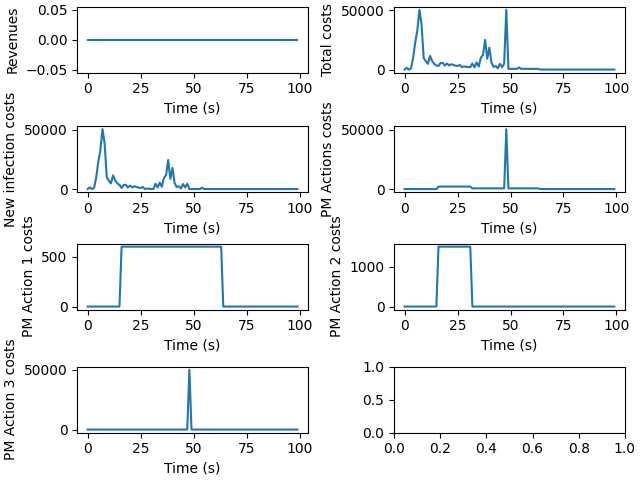 Revenues
0.05
0.00
−0.05
0 25 50 75 100
Time (s)
Total costs
50000
0
0 25 50 75 100
Time (s)
New infection costs
50000
0
0 25 50 75 100
Time (s)
PM Actions costs
50000
0
0 25 50 75 100
Time (s)
PM Action 1 costs
500
0
0 25 50 75 100
Time (s)
PM Action 2 costs
1000
0
0 25 50 75 100
Time (s)
PM Action 3 costs
50000
0
0 25 50 75 100
Time (s)
1.0
0.5
0.0
0.0 0.2 0.4 0.6 0.8 1.0